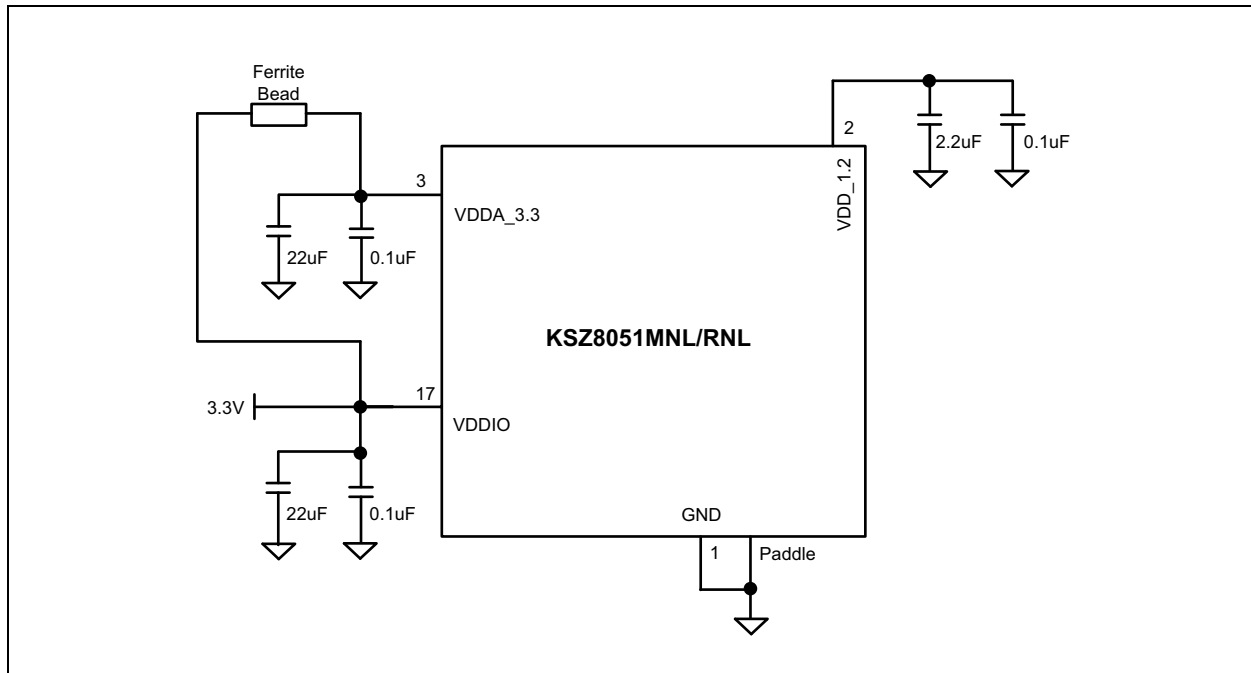 Ferrite
Bead
2
2.2uF
0.1uF
VDD_1.2
3
VDDA_3.3
22uF
0.1uF
KSZ8051MNL/RNL
17
3.3V
VDDIO
22uF
0.1uF
GND
1
Paddle